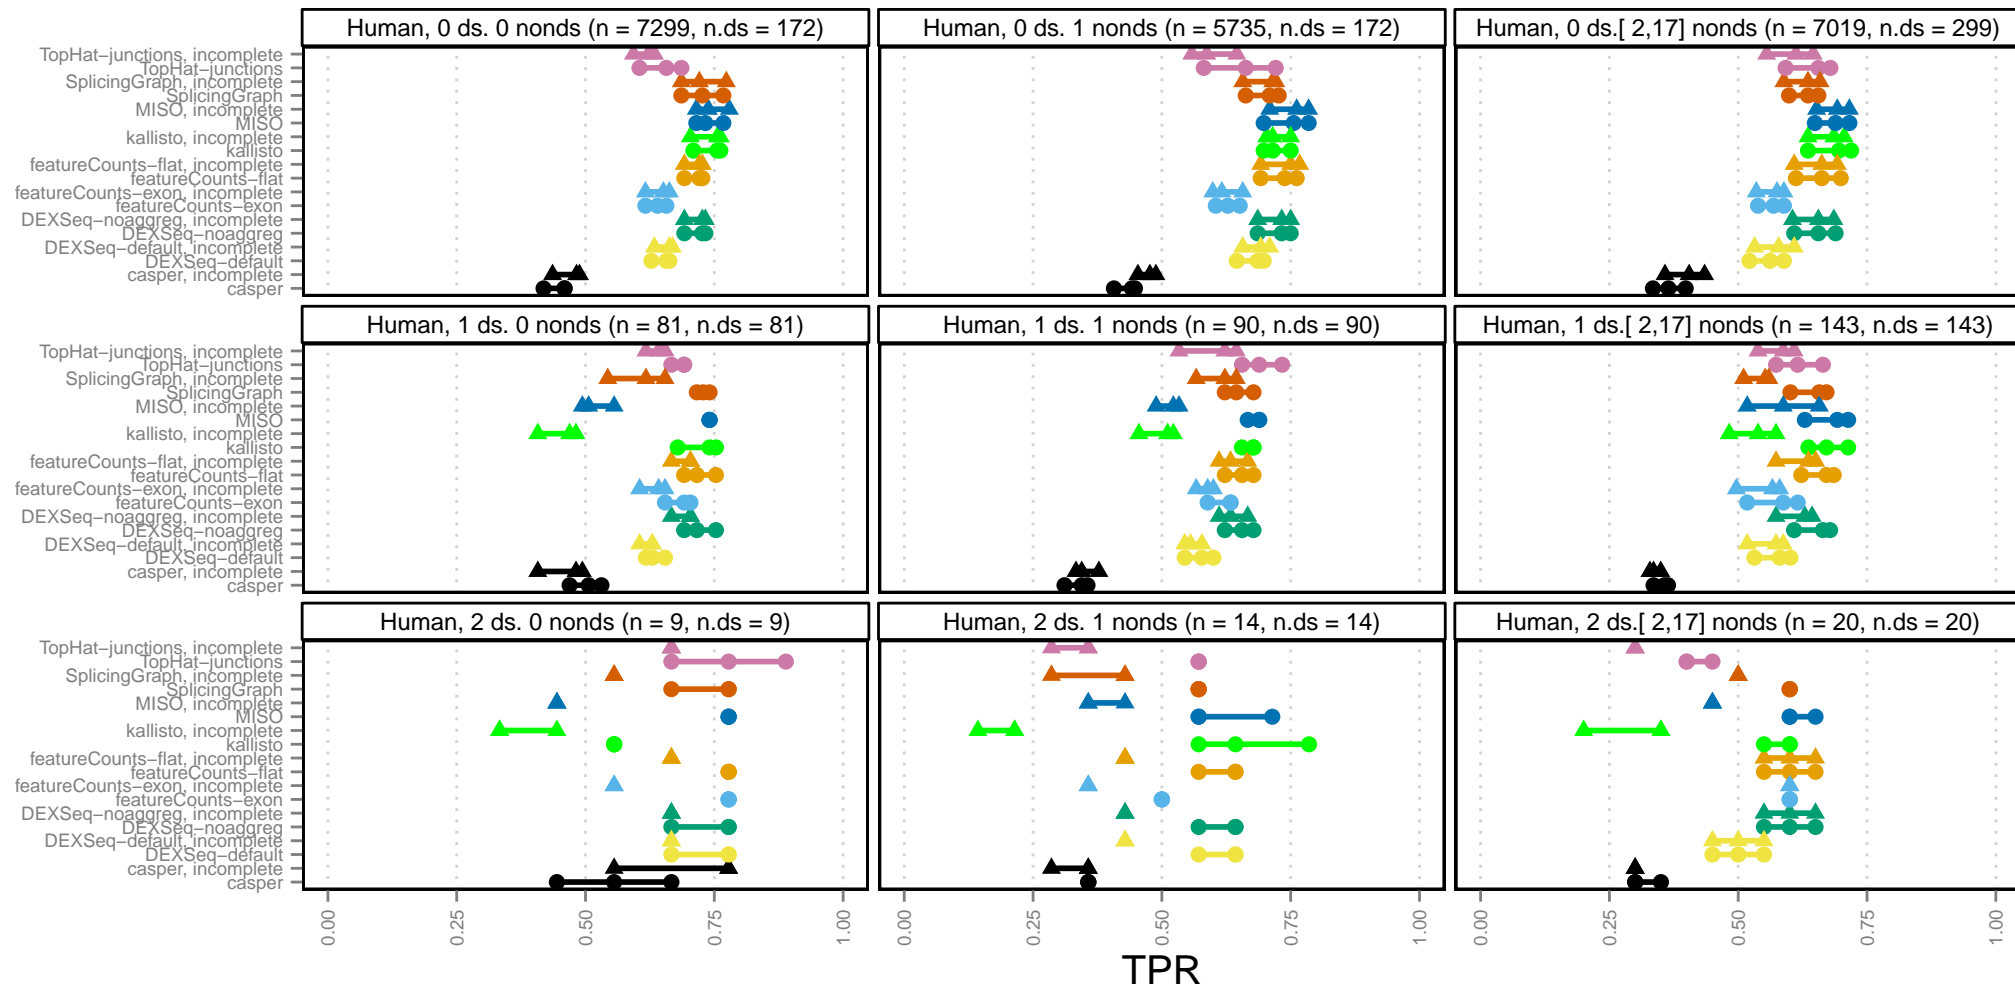 Human, 0 ds. 0 nonds (n = 7299, n.ds = 172)
Human, 0 ds. 1 nonds (n = 5735, n.ds = 172)
Human, 0 ds.[ 2,17] nonds (n = 7019, n.ds = 299)
TopHat−junctions, incomplete
TopHat−junctions
SplicingGraph, incomplete
SplicingGraph
MISO, incomplete
MISO
kallisto, incomplete
kallisto
featureCounts−flat, incomplete
featureCounts−flat
featureCounts−exon, incomplete
featureCounts−exon
DEXSeq−noaggreg, incomplete
DEXSeq−noaggreg
DEXSeq−default, incomplete
DEXSeq−default
casper, incomplete
casper
Human, 1 ds. 0 nonds (n = 81, n.ds = 81)
Human, 1 ds. 1 nonds (n = 90, n.ds = 90)
Human, 1 ds.[ 2,17] nonds (n = 143, n.ds = 143)
TopHat−junctions, incomplete
TopHat−junctions
SplicingGraph, incomplete
SplicingGraph
MISO, incomplete
MISO
kallisto, incomplete
kallisto
featureCounts−flat, incomplete
featureCounts−flat
featureCounts−exon, incomplete
featureCounts−exon
DEXSeq−noaggreg, incomplete
DEXSeq−noaggreg
DEXSeq−default, incomplete
DEXSeq−default
casper, incomplete
casper
Human, 2 ds. 0 nonds (n = 9, n.ds = 9)
Human, 2 ds. 1 nonds (n = 14, n.ds = 14)
Human, 2 ds.[ 2,17] nonds (n = 20, n.ds = 20)
TopHat−junctions, incomplete
TopHat−junctions
SplicingGraph, incomplete
SplicingGraph
MISO, incomplete
MISO
kallisto, incomplete
kallisto
featureCounts−flat, incomplete
featureCounts−flat
featureCounts−exon, incomplete
featureCounts−exon
DEXSeq−noaggreg, incomplete
DEXSeq−noaggreg
DEXSeq−default, incomplete
DEXSeq−default
casper, incomplete
casper
0.00
0.25
0.50
0.75
1.00
0.00
0.25
0.50
0.75
1.00
0.00
0.25
0.50
0.75
1.00
TPR